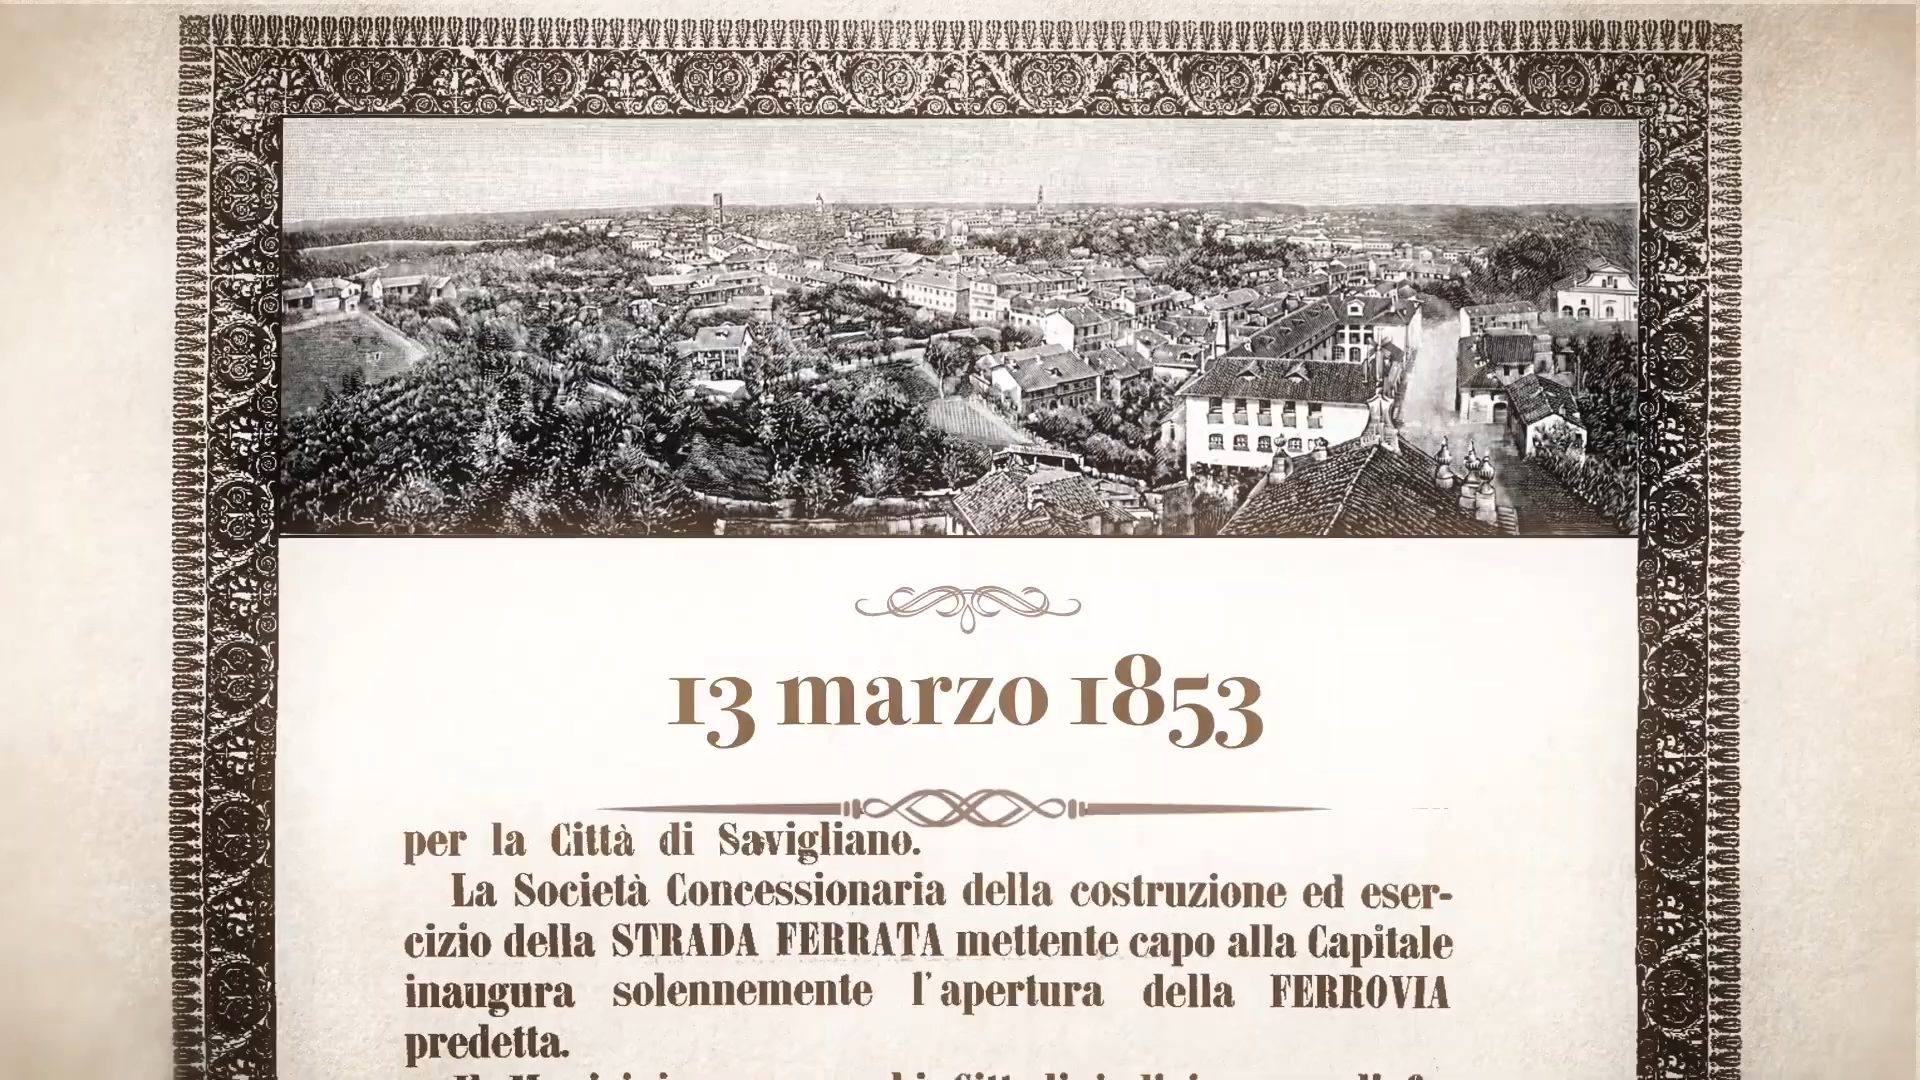 13 marzo 1853
per la Città di Savigliano.
La Società Concessionaria della costruzione ed eser-
cizio della STRADA FERRATA mettente capo alla Capitale
inaugura solennemente l'apertura della FERROVIA
predetta.